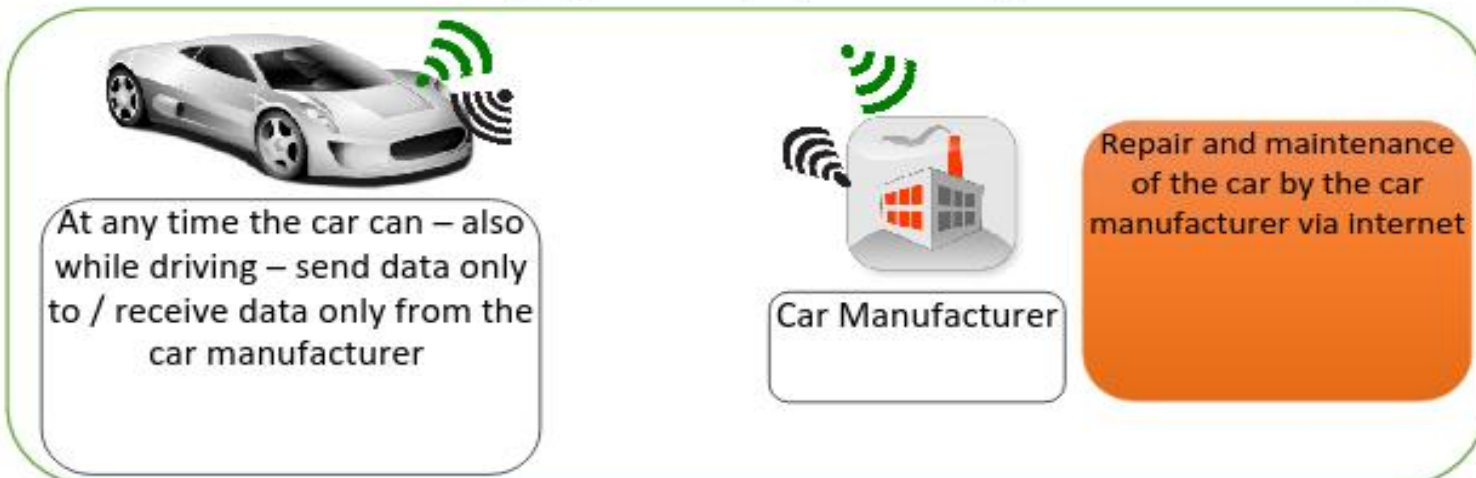 At any time the car can – also
while driving – send data only
to / receive data only from the
car manufacturer
Car Manufacturer
Repair and maintenance
of the car by the car
manufacturer via internet